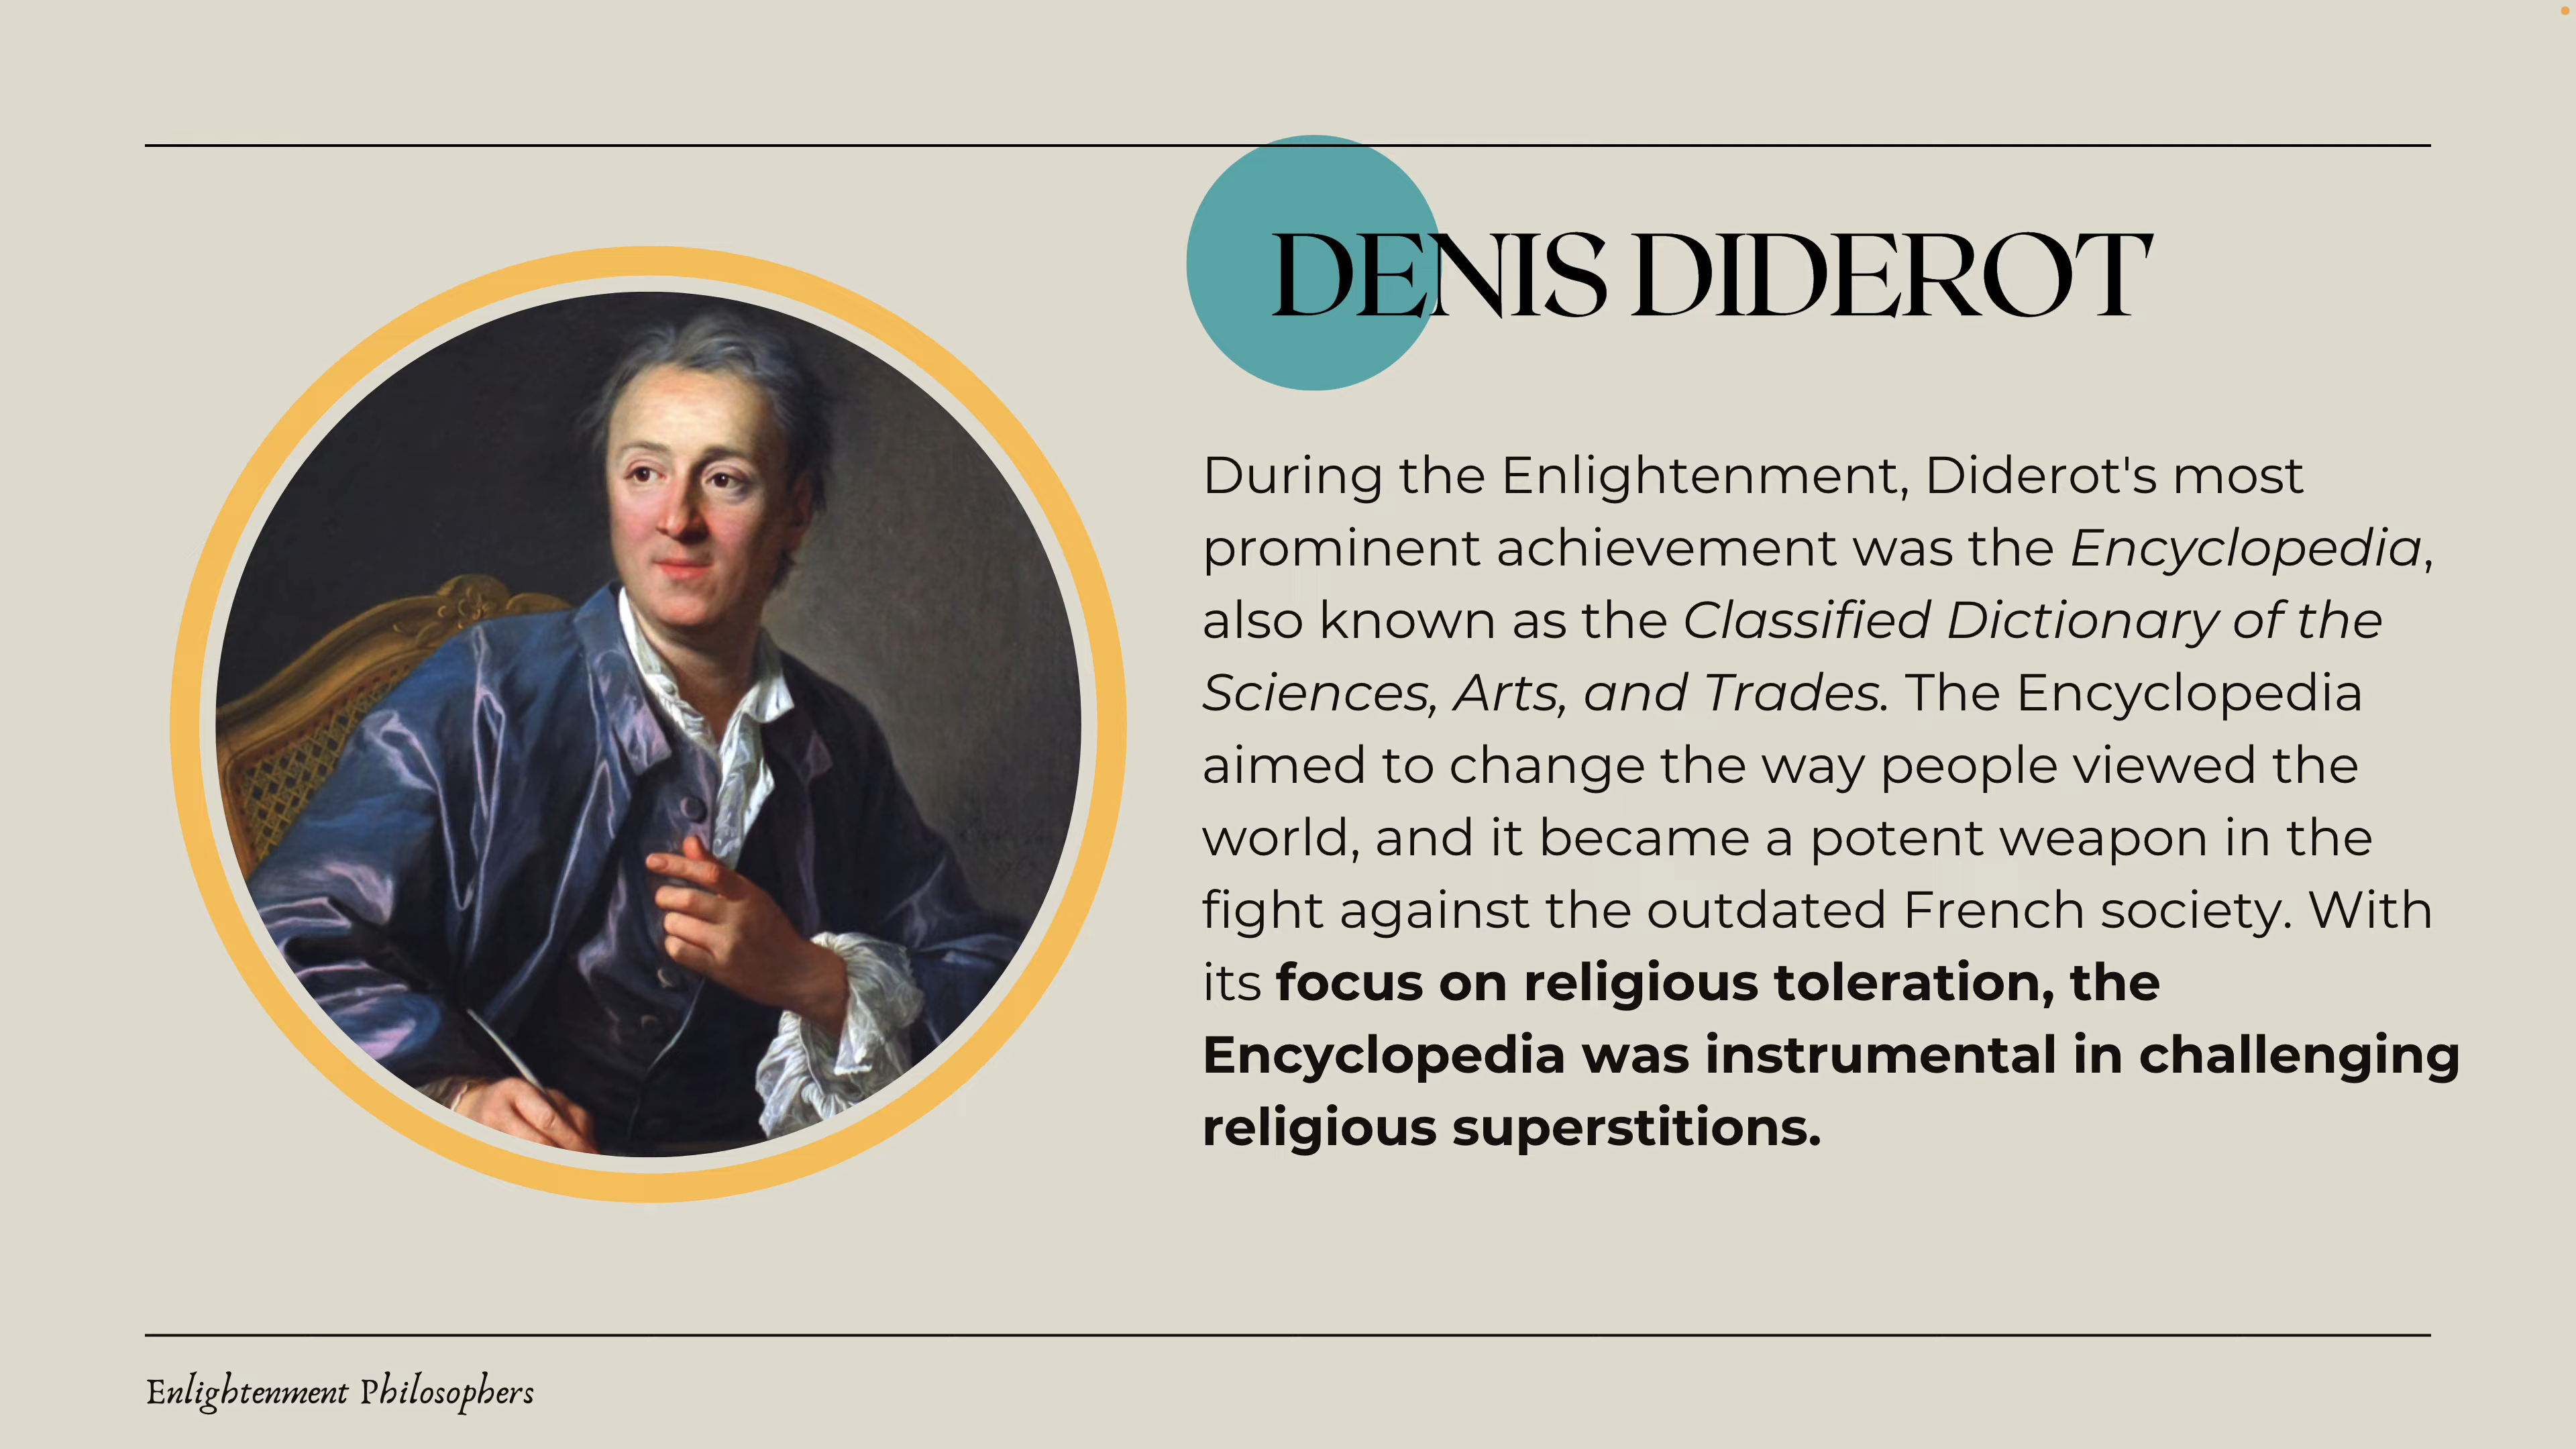 DENIS DIDEROT
During the Enlightenment, Diderot's most
prominent achievement was the Encyclopedia,
also known as the Classified Dictionary of the
Sciences, Arts, and Trades. The Encyclopedia
aimed to change the way people viewed the
world, and it became a potent weapon in the
fight against the outdated French society. With
its focus on religious toleration, the
Encyclopedia was instrumental in challenging
religious superstitions.
Enlightenment Philosophers